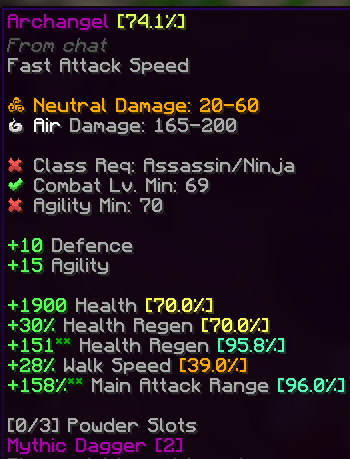 Archangel [74.1%]
From chat
Fast Attack Speed
Neutral Damage: 20-60
Air Damage: 165-200
✖ Class Req: Assassin/Ninja
✔ Combat Lv. Min: 69
✖ Agility Min: 70
+10 Defence
+15 Agility
+1900 Health [70.0%]
+30% Health Regen [70.0%]
+151** Health Regen [95.8%]
+28% Walk Speed [39.0%]
+158%** Main Attack Range [96.0%]
[0/3] Powder Slots
Mythic Dagger [2]